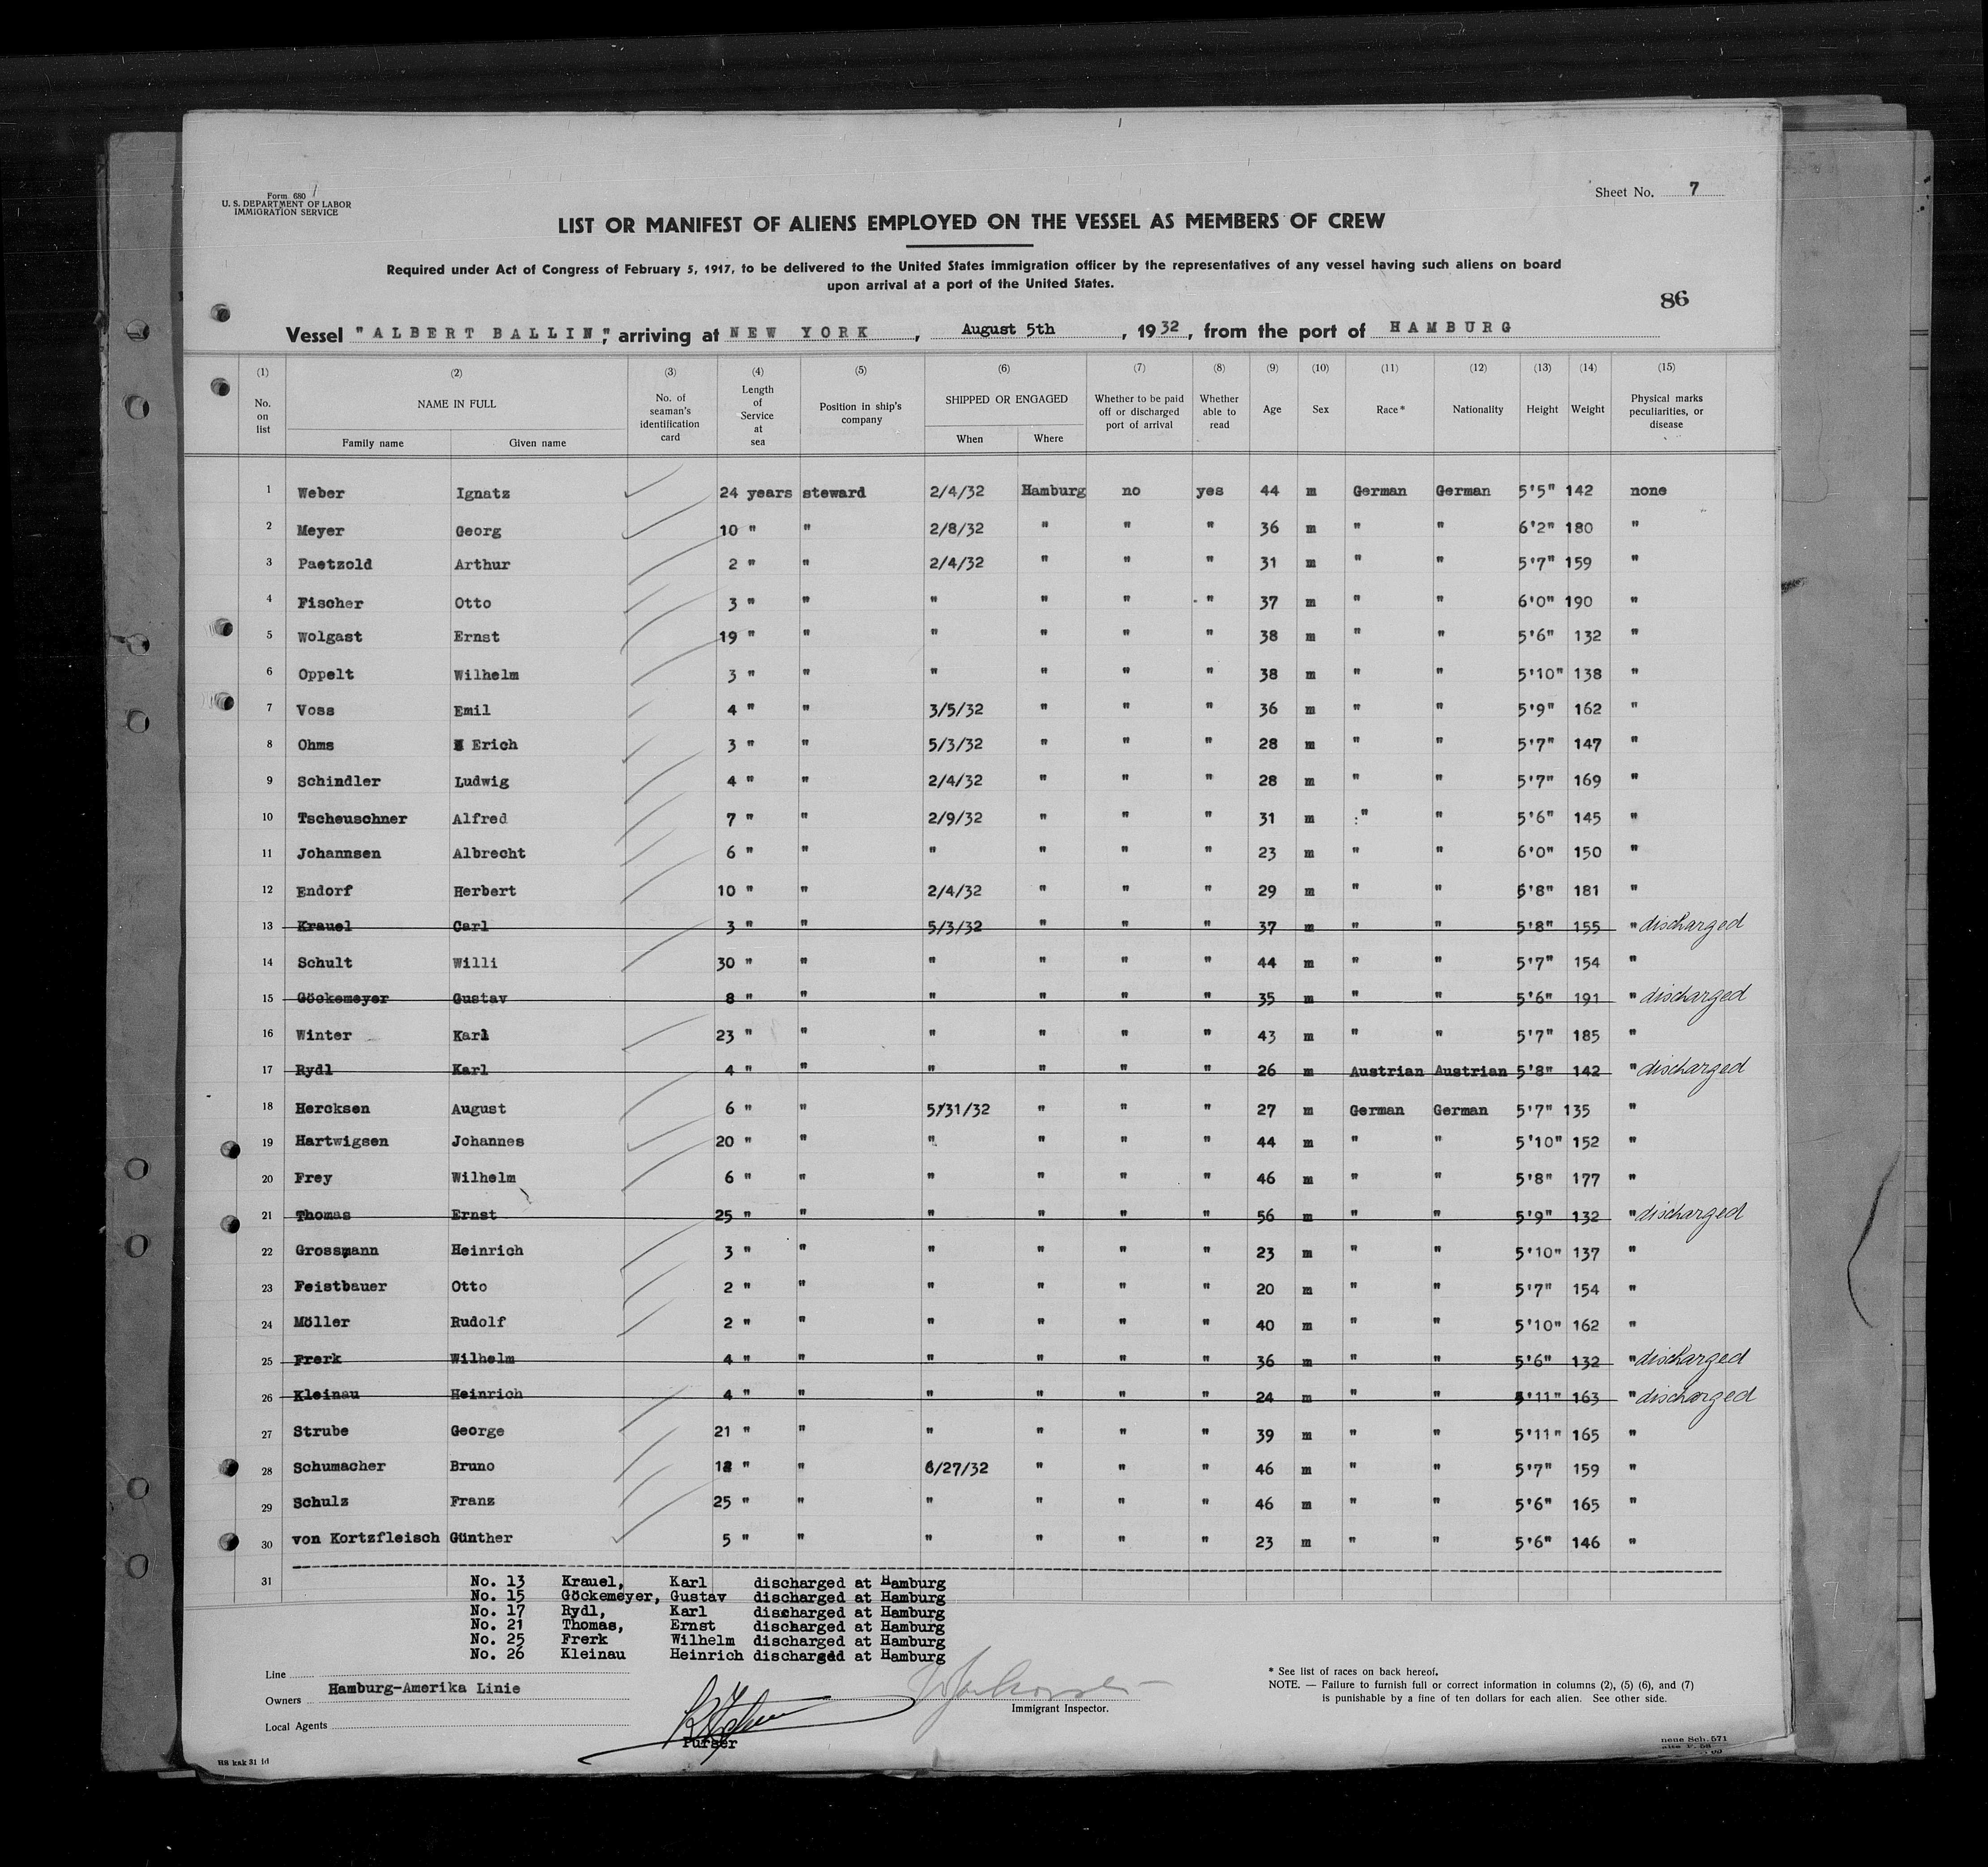 Form 680
U. S. DEPARTMENT OF LABOR
IMMIGRATION SERVICE
Sheet No. 7
LIST OR MANIFEST OF ALIENS EMPLOYED ON THE VESSEL AS MEMBERS OF CREW
Required under Act of Congress of February 5, 1917, to be delivered to the United States immigration officer by the representatives of any vessel having such aliens on board
upon arrival at a port of the United States.
86
Vessel "ALBERT BALLIN", arriving at NEW YORK, August 5th, 1932, from the port of HAMBURG
(1) (2) (3) (4) (5) (6) (7) (8) (9) (10) (11) (12) (13) (14) (15)
No. on list NAME IN FULL Family name Given name No. of seaman's identification card Length of Service at sea Position in ship's company SHIPPED OR ENGAGED When Where Whether to be paid off or discharged port of arrival Whether able to read Age Sex Race* Nationality Height Weight Physical marks peculiarities, or disease
1 Weber Ignatz 24 years steward 2/4/32 Hamburg no yes 44 m German German 5'5" 142 none
2 Meyer Georg 10 " " 2/8/32 " " " 36 m " " 6'2" 180 "
3 Paetzold Arthur 2 " " 2/4/32 " " " 31 m " " 5'7" 159 "
4 Fischer Otto 3 " " " " " " 37 m " " 6'0" 190 "
5 Wolgast Ernst 19 " " " " " " 38 m " " 5'6" 132 "
6 Oppelt Wilhelm 3 " " " " " " 38 m " " 5'10" 138 "
7 Voss Emil 4 " " 3/5/32 " " " 36 m " " 5'9" 162 "
8 Ohms Erich 3 " " 5/3/32 " " " 28 m " " 5'7" 147 "
9 Schindler Ludwig 4 " " 2/4/32 " " " 28 m " " 5'7" 169 "
10 Tscheuschner Alfred 7 " " 2/9/32 " " " 31 m " " 5'6" 145 "
11 Johannsen Albrecht 6 " " " " " " 23 m " " 6'0" 150 "
12 Endorf Herbert 10 " " 2/4/32 " " " 29 m " " 5'8" 181 "
13 Krauel Carl 3 " " 5/3/32 " " " 37 m " " 5'8" 155 " discharged
14 Schult Willi 30 " " " " " " 44 m " " 5'7" 154 "
15 Göckemeyer Gustav 8 " " " " " " 35 m " " 5'6" 191 " discharged
16 Winter Karl 23 " " " " " " 43 m " " 5'7" 185 "
17 Rydl Karl 4 " " " " " " 26 m Austrian Austrian 5'8" 142 " discharged
18 Hercksen August 6 " " 5/31/32 " " " 27 m German German 5'7" 135 "
19 Hartwigsen Johannes 20 " " " " " " 44 m " " 5'10" 152 "
20 Frey Wilhelm 6 " " " " " " 46 m " " 5'8" 177 "
21 Thomas Ernst 25 " " " " " " 56 m " " 5'9" 132 " discharged
22 Grossmann Heinrich 3 " " " " " " 23 m " " 5'10" 137 "
23 Feistbauer Otto 2 " " " " " " 20 m " " 5'7" 154 "
24 Möller Rudolf 2 " " " " " " 40 m " " 5'10" 162 "
25 Frerk Wilhelm 4 " " " " " " 36 m " " 5'6" 132 " discharged
26 Kleinau Heinrich 4 " " " " " " 24 m " " 5'11" 163 " discharged
27 Strube George 21 " " " " " " 39 m " " 5'11" 165 "
28 Schumacher Bruno " " 6/27/32 " " " 46 m " " 5'7" 159 "
29 Schulz Franz 25 " " " " " " 46 m " " 5'6" 165 "
30 von Kortzfleisch Günther 5 " " " " " " 23 m " " 5'6" 146 "
31
No. 13 Krauel, Karl discharged at Hamburg
No. 15 Göckemeyer, Gustav discharged at Hamburg
No. 17 Rydl, Karl discharged at Hamburg
No. 21 Thomas, Ernst discharged at Hamburg
No. 25 Frerk Wilhelm discharged at Hamburg
No. 26 Kleinau Heinrich discharged at Hamburg
Line
Owners Hamburg-Amerika Linie
Local Agents
Purser
Immigrant Inspector.
* See list of races on back hereof.
NOTE. — Failure to furnish full or correct information in columns (2), (5) (6), and (7)
is punishable by a fine of ten dollars for each alien. See other side.
H8 kak 31 id
neue Sch. 571